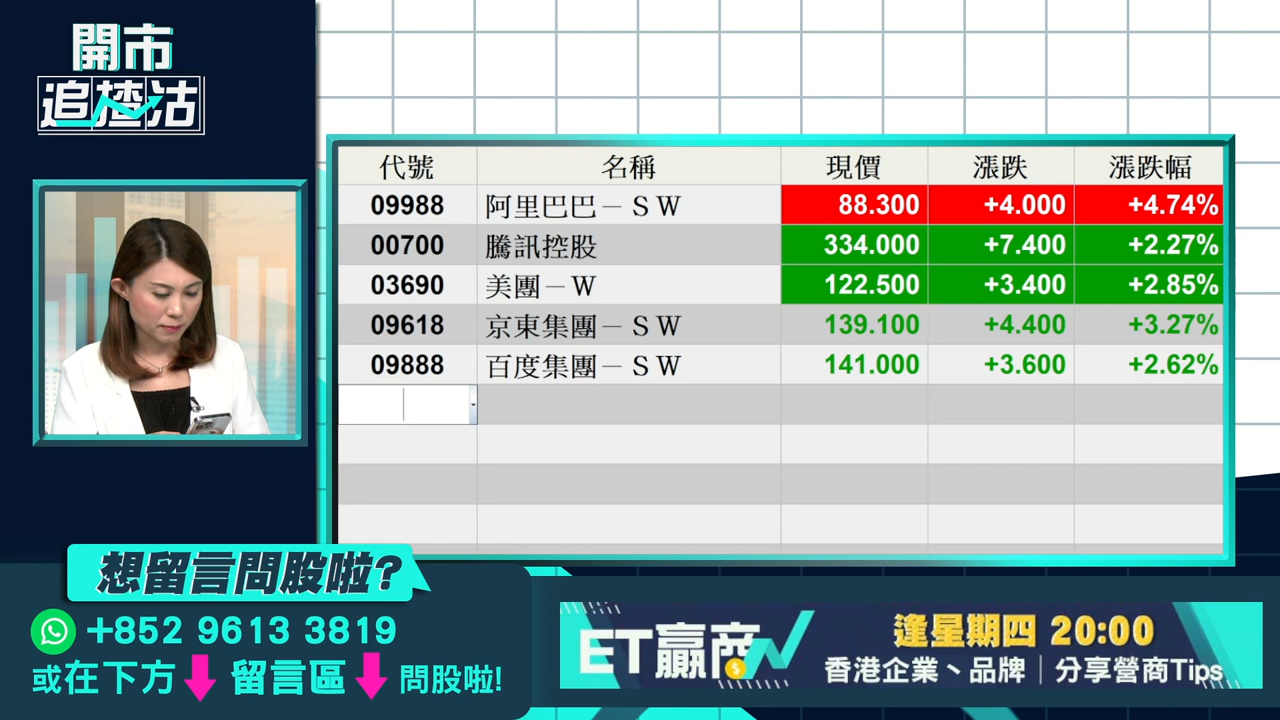 開市
追揸沽
代號 名稱 現價 漲跌 漲跌幅
09988 阿里巴巴－ＳＷ 88.300 +4.000 +4.74%
00700 騰訊控股 334.000 +7.400 +2.27%
03690 美團－Ｗ 122.500 +3.400 +2.85%
09618 京東集團－ＳＷ 139.100 +4.400 +3.27%
09888 百度集團－ＳＷ 141.000 +3.600 +2.62%
想留言問股啦?
+852 9613 3819
或在下方 留言區 問股啦!
ET贏商
逢星期四 20:00
香港企業、品牌｜分享營商Tips